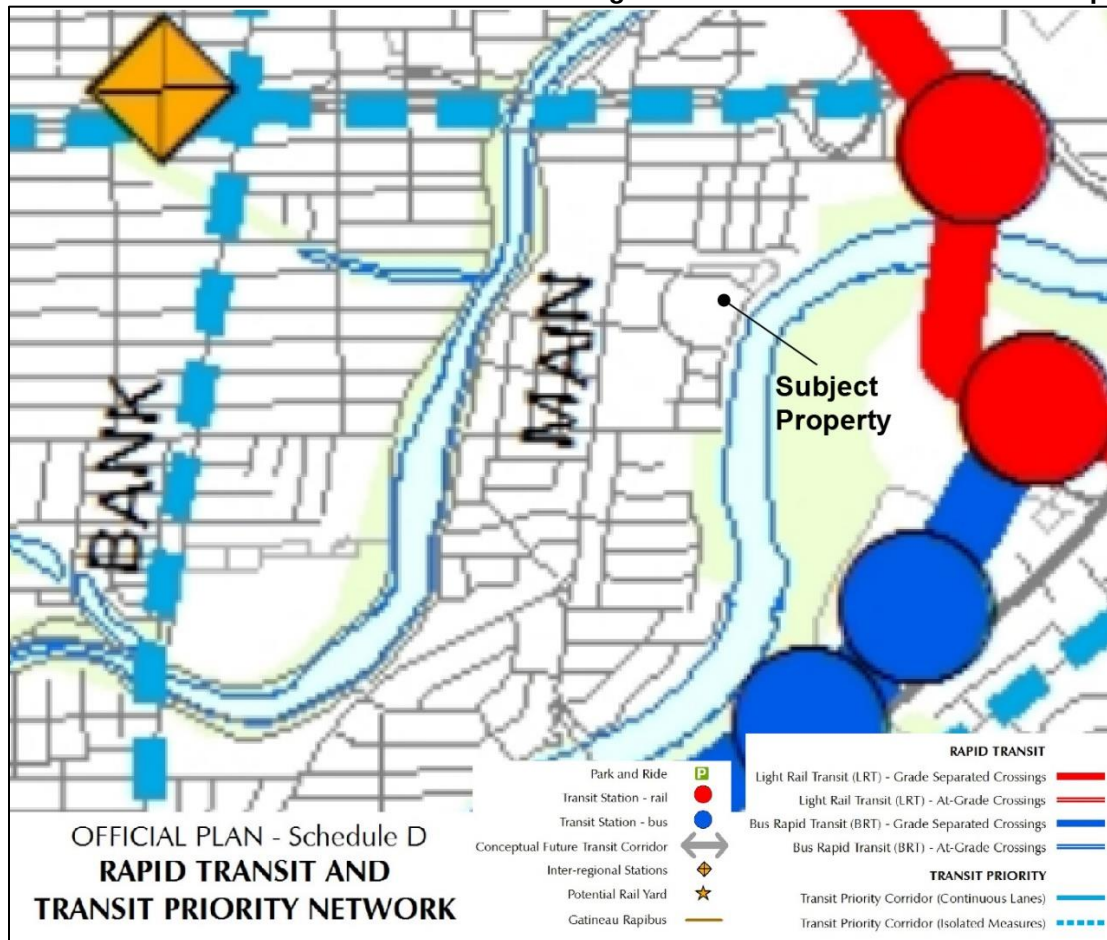 MAIN
Subject
Property
BANK
Park and Ride
P
Transit Station - rail
Transit Station - bus
Conceptual Future Transit Corridor
Inter-regional Stations
Potential Rail Yard
Gatineau Rapibus
RAPID TRANSIT
Light Rail Transit (LRT) - Grade Separated Crossings
Light Rail Transit (LRT) - At-Grade Crossings
Bus Rapid Transit (BRT) - Grade Separated Crossings
Bus Rapid Transit (BRT) - At-Grade Crossings
TRANSIT PRIORITY
Transit Priority Corridor (Continuous Lanes)
Transit Priority Corridor (Isolated Measures)
OFFICIAL PLAN - Schedule D
RAPID TRANSIT AND
TRANSIT PRIORITY NETWORK